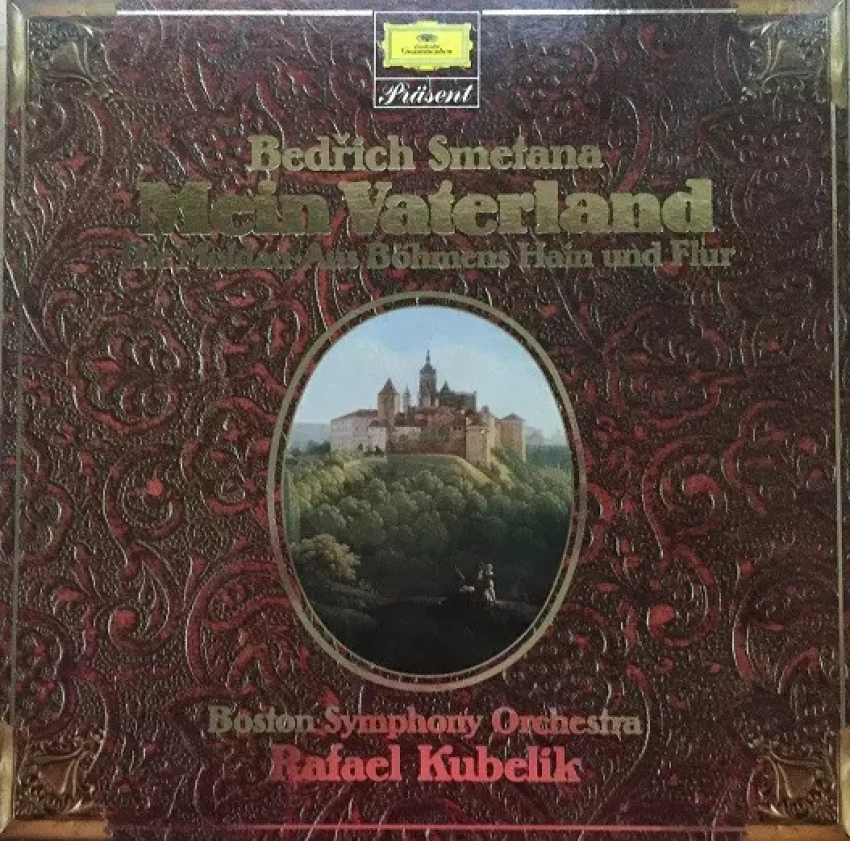 Deutsche
Grammophon
Präsent
Bedřich Smetana
Mein Vaterland
Die Moldau·Aus Böhmens Hain und Flur
Boston Symphony Orchestra
Rafael Kubelik